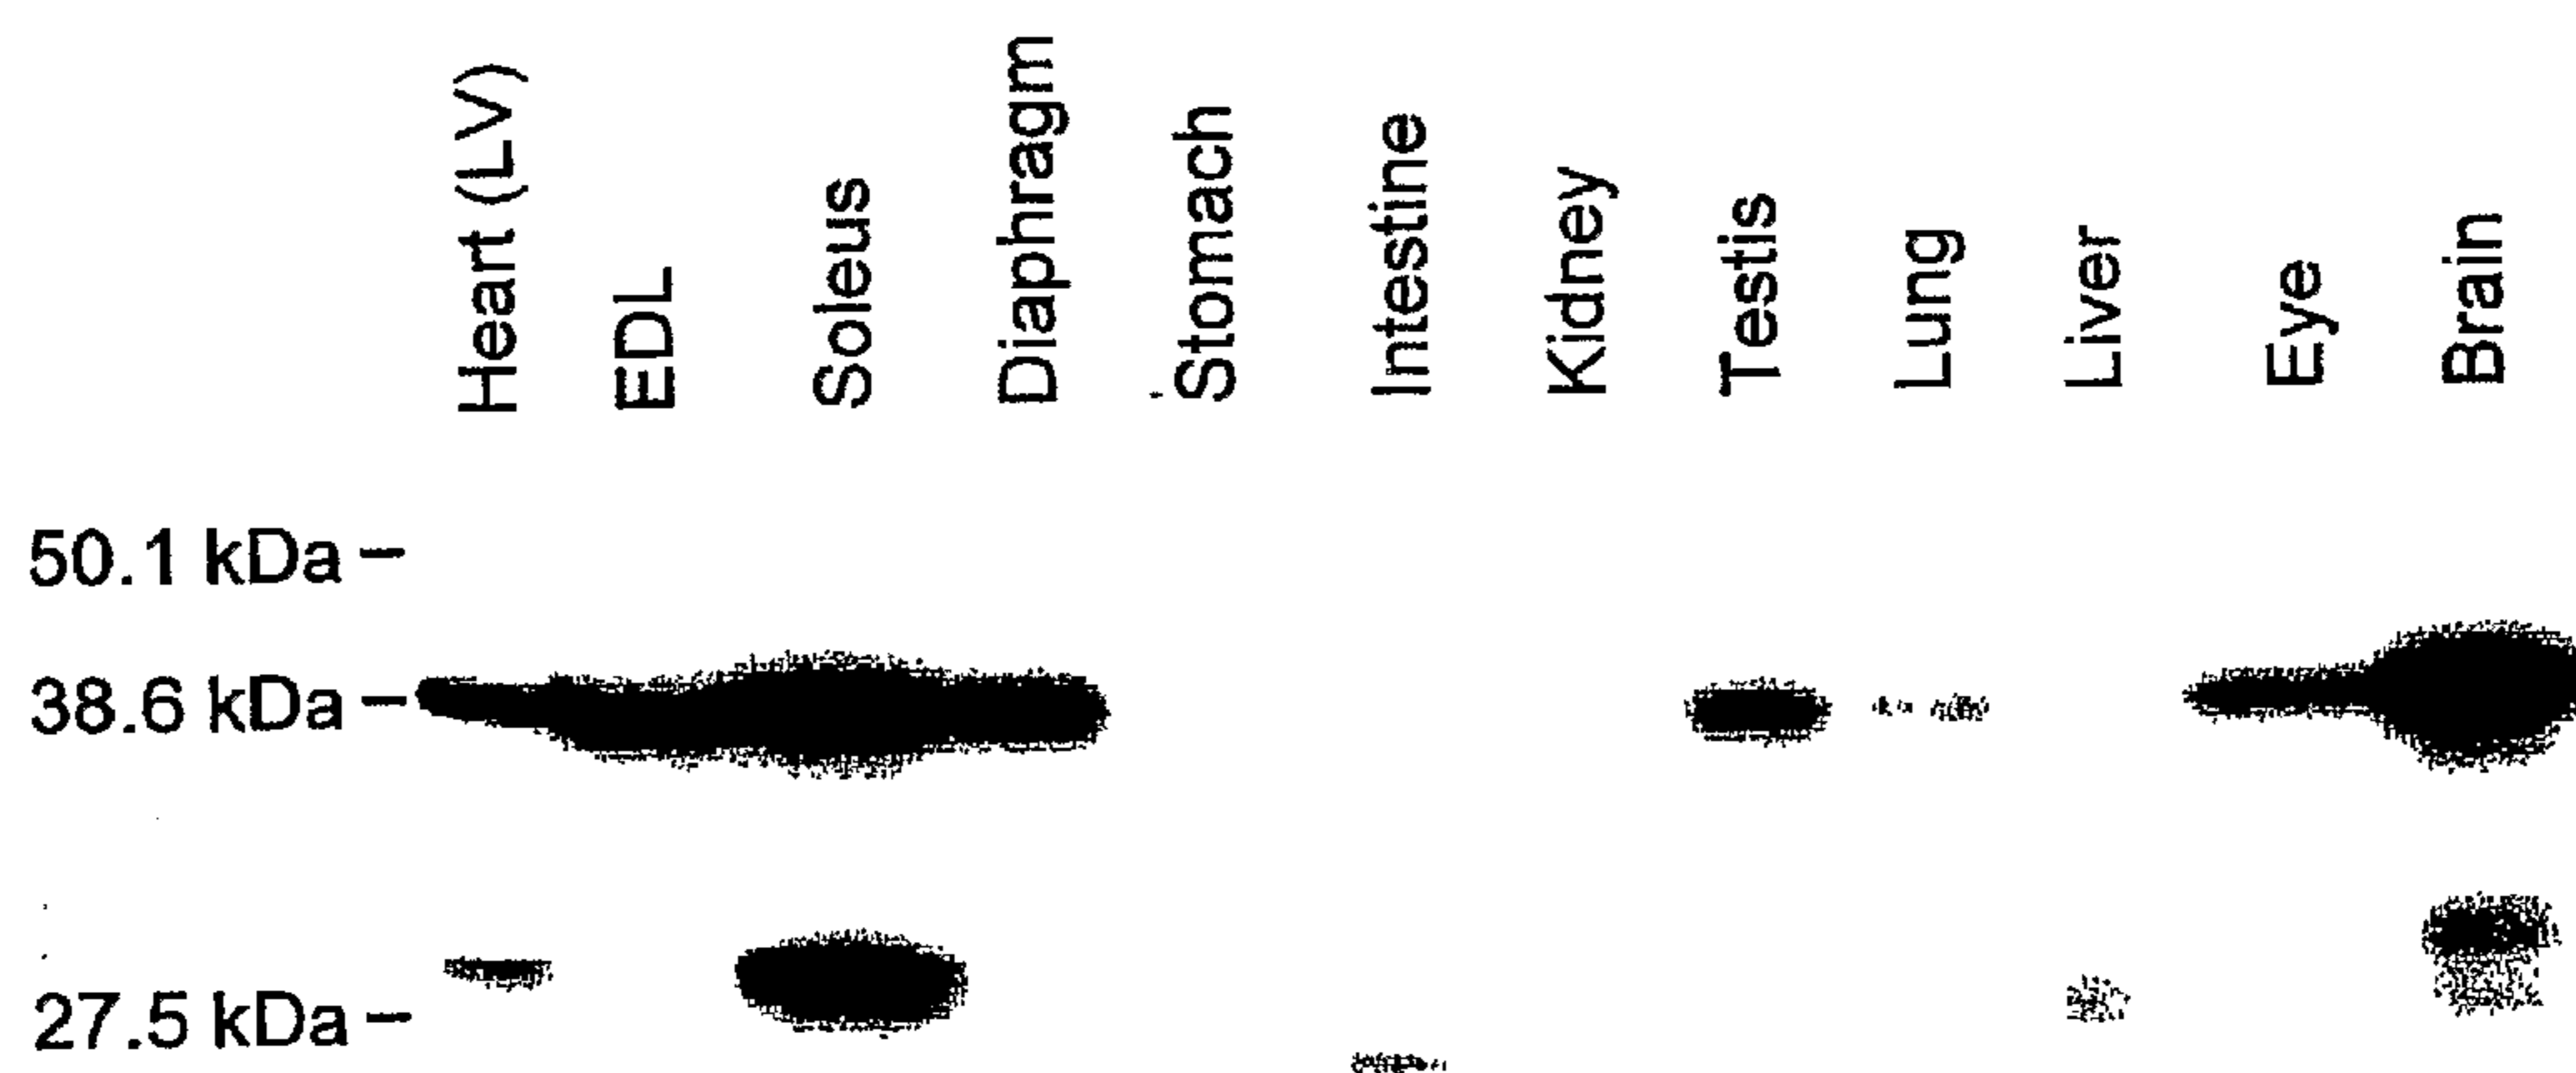 Heart (LV)
EDL
Soleus
Diaphragm
Stomach
Intestine
Kidney
Testis
Lung
Liver
Eye
Brain
50.1 kDa
38.6 kDa
27.5 kDa